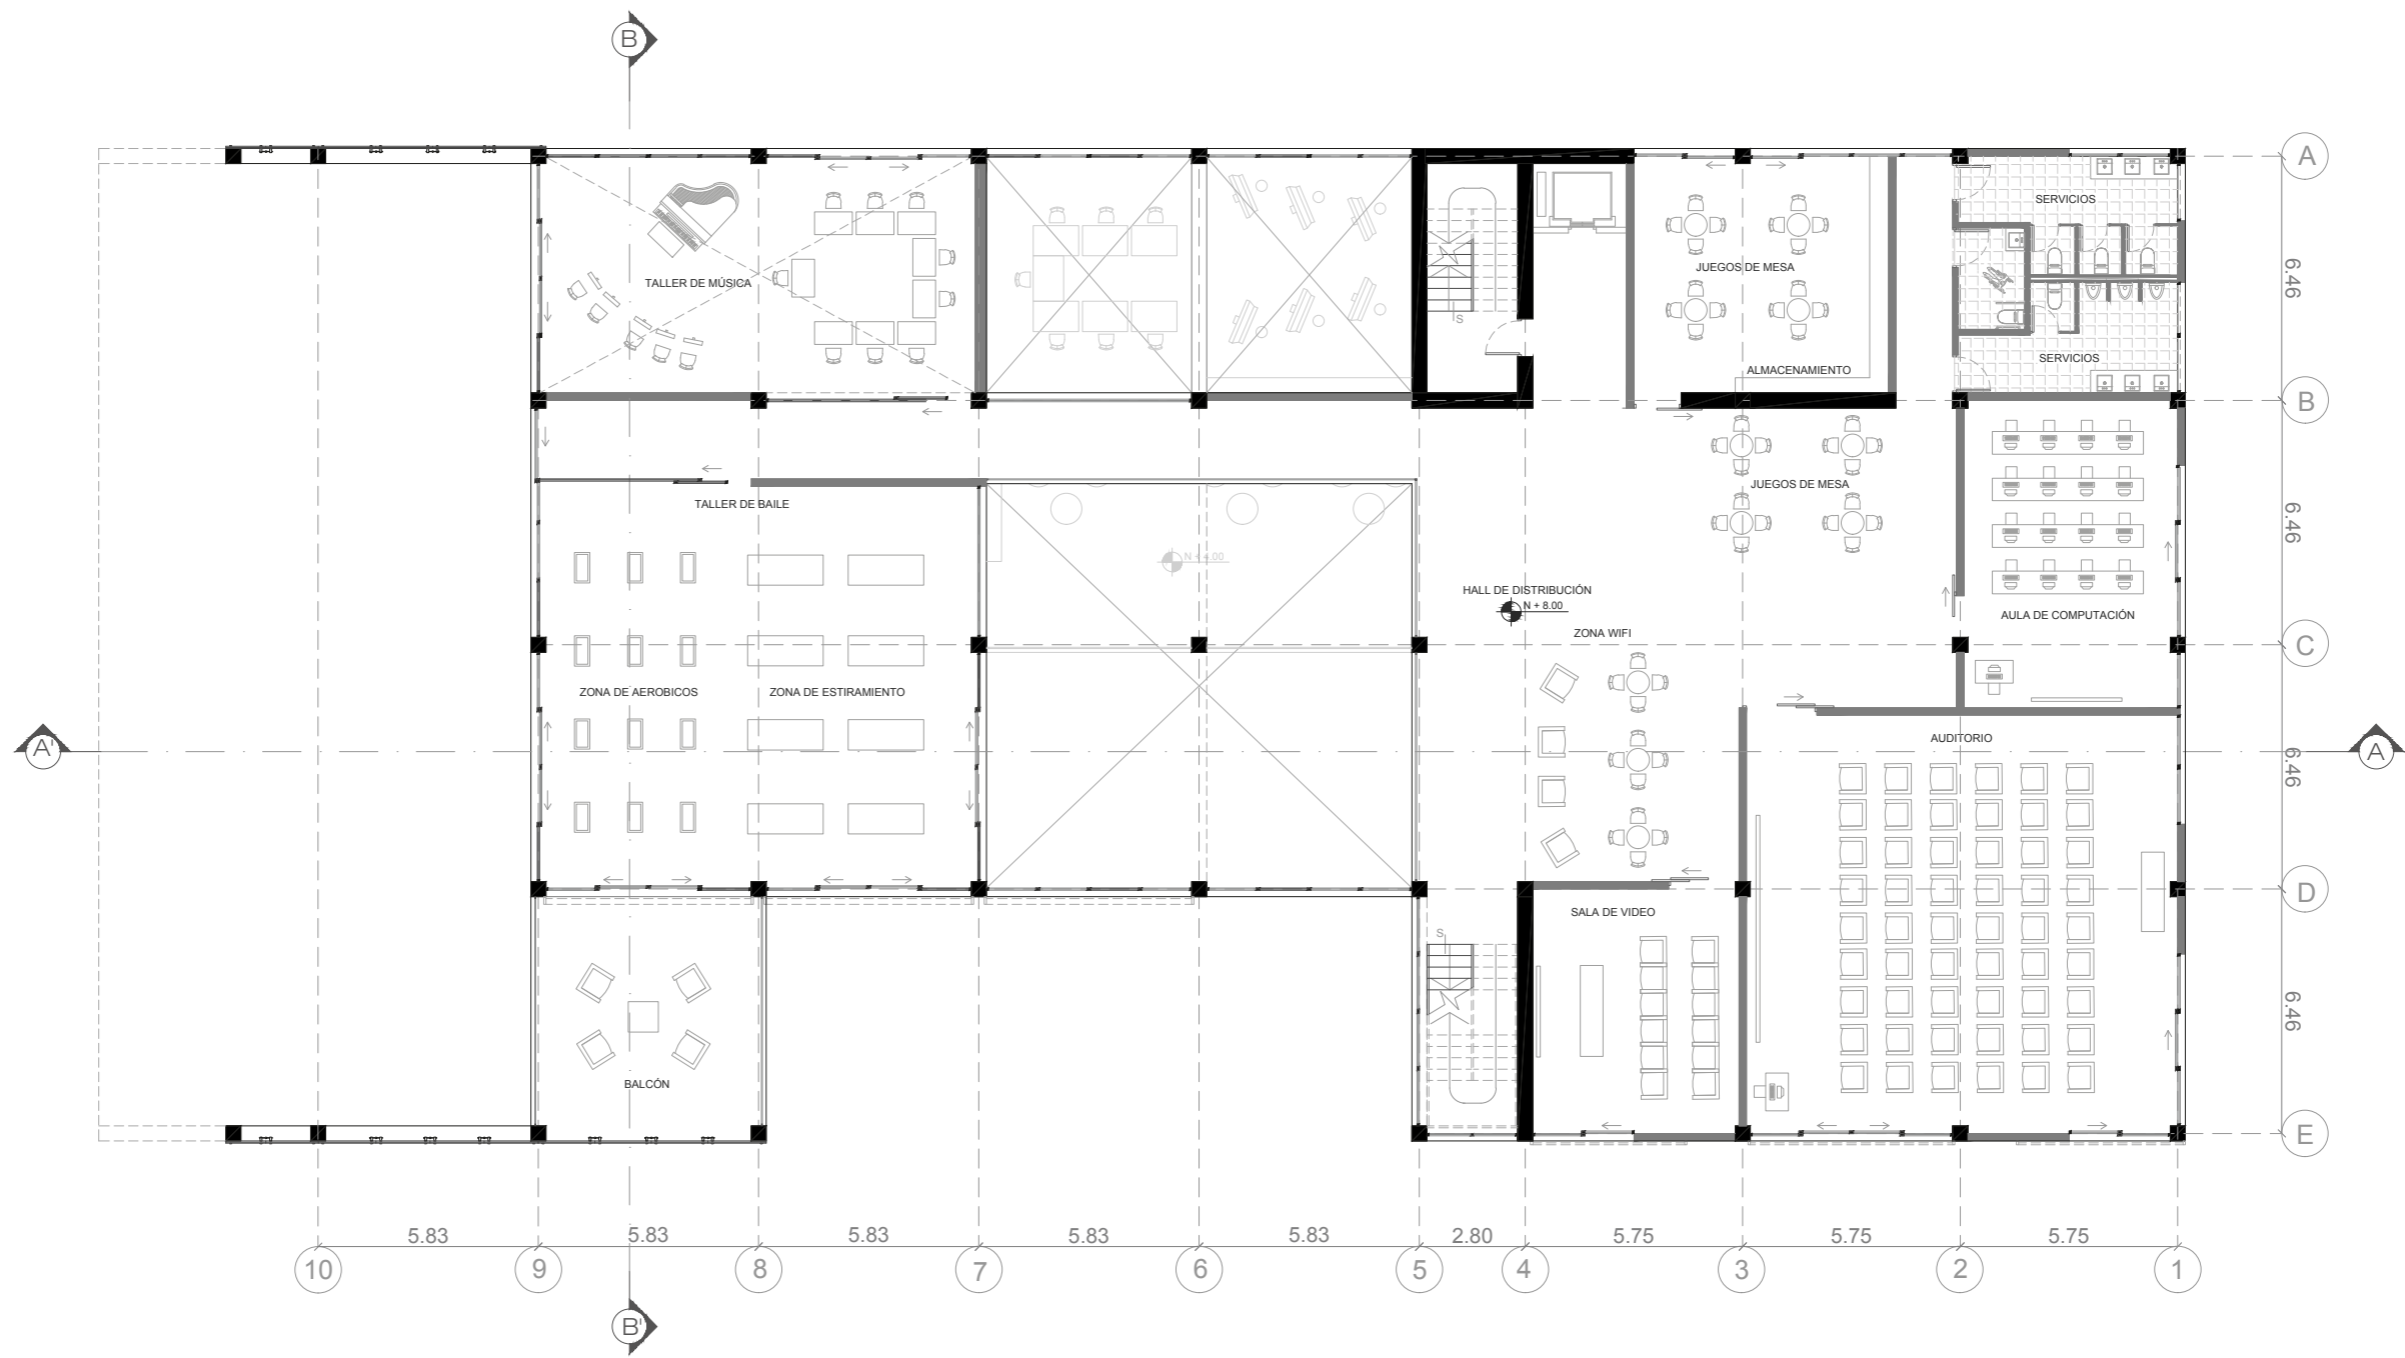 B
A
TALLER DE MÚSICA
JUEGOS DE MESA
ALMACENAMIENTO
SERVICIOS
SERVICIOS
S
6.46
B
TALLER DE BAILE
JUEGOS DE MESA
N + 4.00
HALL DE DISTRIBUCIÓN
N + 8.00
ZONA WIFI
AULA DE COMPUTACIÓN
6.46
C
ZONA DE AEROBICOS
ZONA DE ESTIRAMIENTO
AUDITORIO
A'
A
6.46
D
SALA DE VIDEO
S
BALCÓN
6.46
E
5.83
5.83
5.83
5.83
5.83
2.80
5.75
5.75
5.75
10
9
8
7
6
5
4
3
2
1
B'